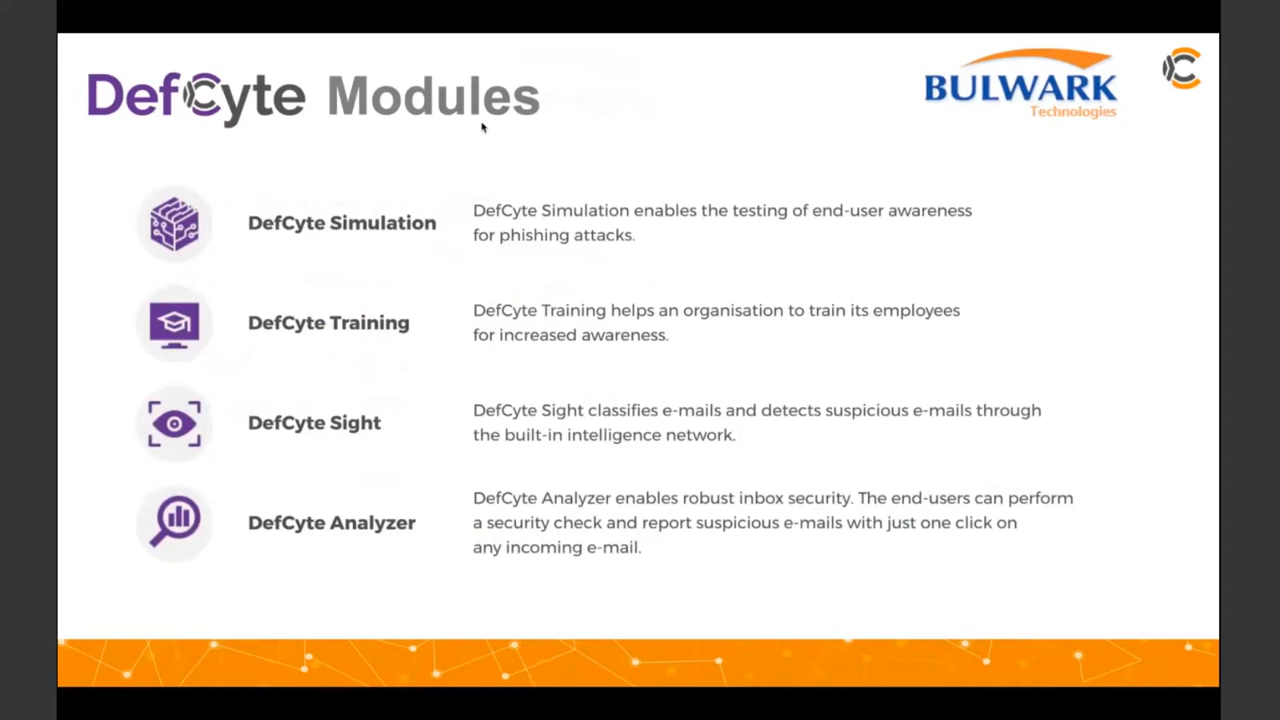 DefCyte Modules
BULWARK
Technologies
DefCyte Simulation
DefCyte Simulation enables the testing of end-user awareness
for phishing attacks.
DefCyte Training
DefCyte Training helps an organisation to train its employees
for increased awareness.
DefCyte Sight
DefCyte Sight classifies e-mails and detects suspicious e-mails through
the built-in intelligence network.
DefCyte Analyzer
DefCyte Analyzer enables robust inbox security. The end-users can perform
a security check and report suspicious e-mails with just one click on
any incoming e-mail.